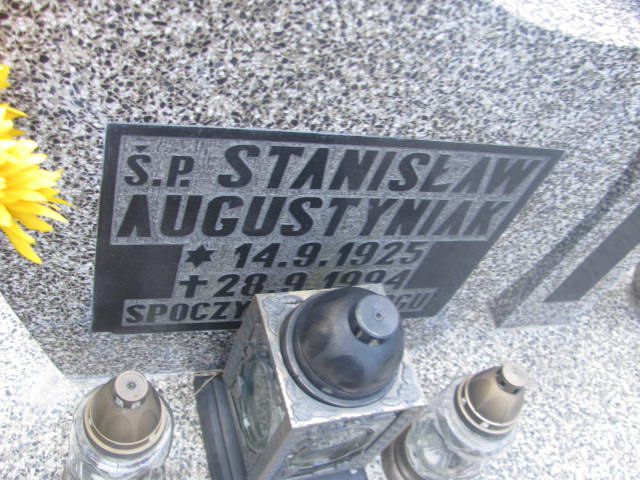 Ś.P. STANISŁAW
AUGUSTYNIAK
14.9.1925
28.9.1994